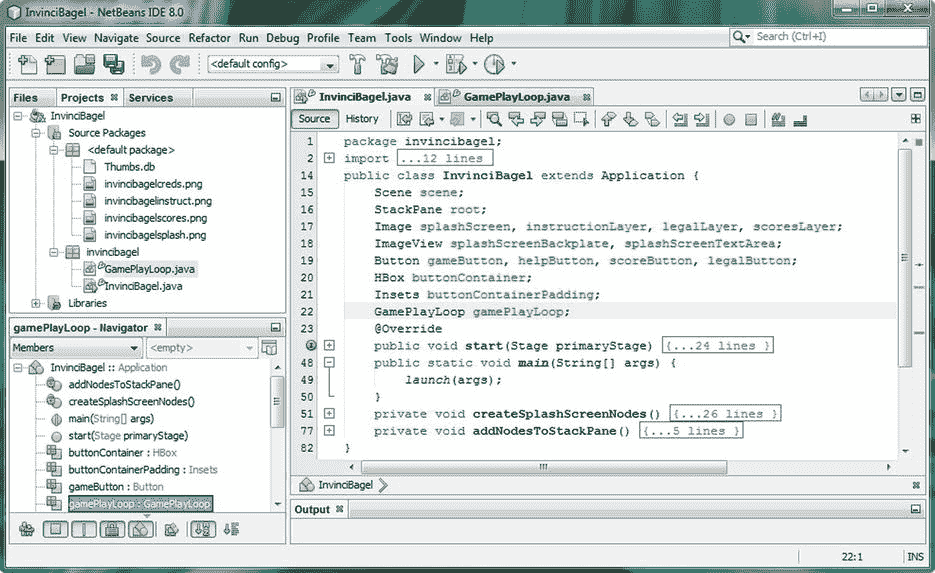 InvinciBagel - NetBeans IDE 8.0
File Edit View Navigate Source Refactor Run Debug Profile Team Tools Window Help
Search (Ctrl+I)
<default config>
Files Projects Services
InvinciBagel
Source Packages
<default package>
Thumbs.db
invincibagelcreds.png
invincibagelinstruct.png
invincibagelscores.png
invincibagelsplash.png
invincibagel
GamePlayLoop.java
InvinciBagel.java
Libraries
gamePlayLoop - Navigator
Members <empty>
InvinciBagel :: Application
addNodesToStackPane()
createSplashScreenNodes()
main(String[] args)
start(Stage primaryStage)
buttonContainer : HBox
buttonContainerPadding : Insets
gameButton : Button
gamePlayLoop : GamePlayLoop
InvinciBagel.java GamePlayLoop.java
Source History
1 package invincibagel;
2 import ...12 lines
14 public class InvinciBagel extends Application {
15 Scene scene;
16 StackPane root;
17 Image splashScreen, instructionLayer, legalLayer, scoresLayer;
18 ImageView splashScreenBackplate, splashScreenTextArea;
19 Button gameButton, helpButton, scoreButton, legalButton;
20 HBox buttonContainer;
21 Insets buttonContainerPadding;
22 GamePlayLoop gamePlayLoop;
23 @Override
public void start(Stage primaryStage) {...24 lines }
48 public static void main(String[] args) {
49 launch(args);
50 }
51 private void createSplashScreenNodes() {...26 lines }
77 private void addNodesToStackPane() {...5 lines }
82 }
InvinciBagel
Output
22:1 INS